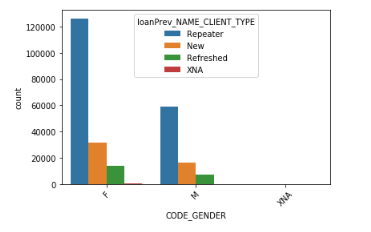 loanPrev_NAME_CLIENT_TYPE
Repeater
New
Refreshed
XNA
120000
100000
80000
60000
40000
20000
0
count
F
M
XNA
CODE_GENDER